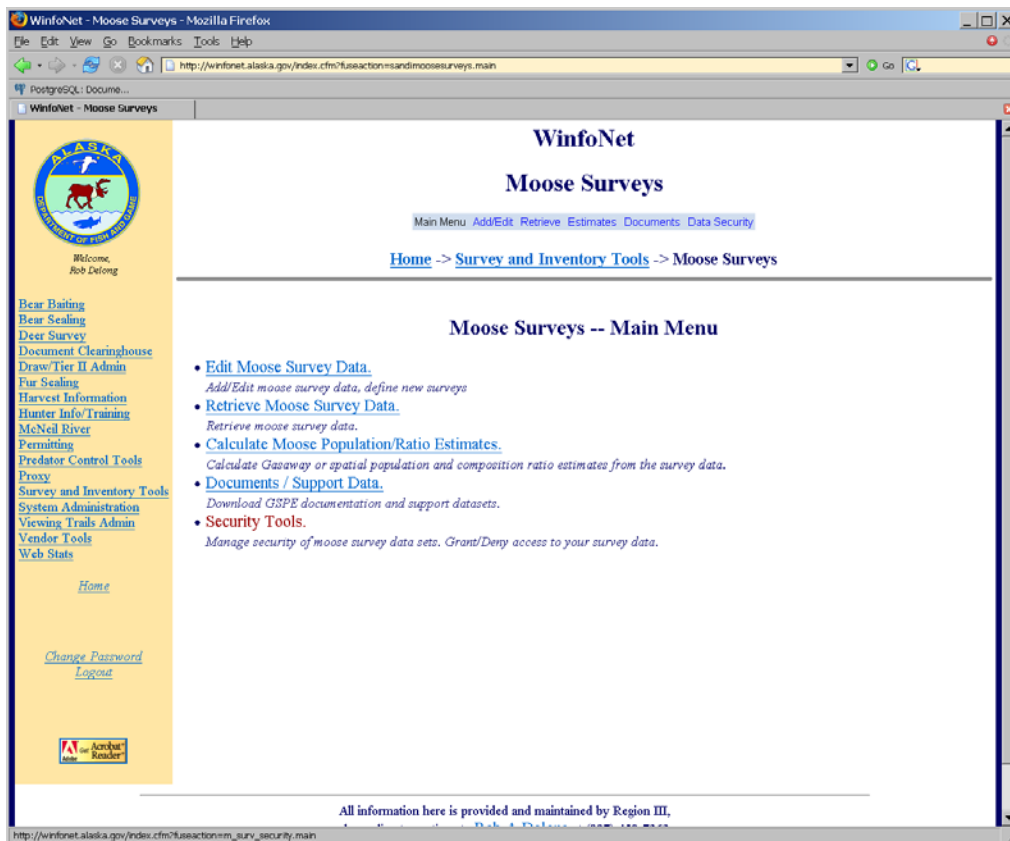 WinfoNet - Moose Surveys - Mozilla Firefox
File Edit View Go Bookmarks Tools Help
http://winfonet.alaska.gov/index.cfm?fuseaction=sandimoosesurveys.main
Go
PostgreSQL: Docume...
WinfoNet - Moose Surveys
ALASKA
DEPARTMENT OF FISH AND GAME
Welcome,
Rob Delong
Bear Baiting
Bear Sealing
Deer Survey
Document Clearinghouse
Draw/Tier II Admin
Fur Sealing
Harvest Information
Hunter Info/Training
McNeil River
Permitting
Predator Control Tools
Proxy
Survey and Inventory Tools
System Administration
Viewing Trails Admin
Vendor Tools
Web Stats
Home
Change Password
Logout
Adobe
Get Acrobat
Reader
WinfoNet
Moose Surveys
Main Menu Add/Edit Retrieve Estimates Documents Data Security
Home -> Survey and Inventory Tools -> Moose Surveys
Moose Surveys -- Main Menu
Edit Moose Survey Data.
Add/Edit moose survey data, define new surveys
Retrieve Moose Survey Data.
Retrieve moose survey data.
Calculate Moose Population/Ratio Estimates.
Calculate Gasaway or spatial population and composition ratio estimates from the survey data.
Documents / Support Data.
Download GSPE documentation and support datasets.
Security Tools.
Manage security of moose survey data sets. Grant/Deny access to your survey data.
All information here is provided and maintained by Region III,
http://winfonet.alaska.gov/index.cfm?fuseaction=m_surv_security.main